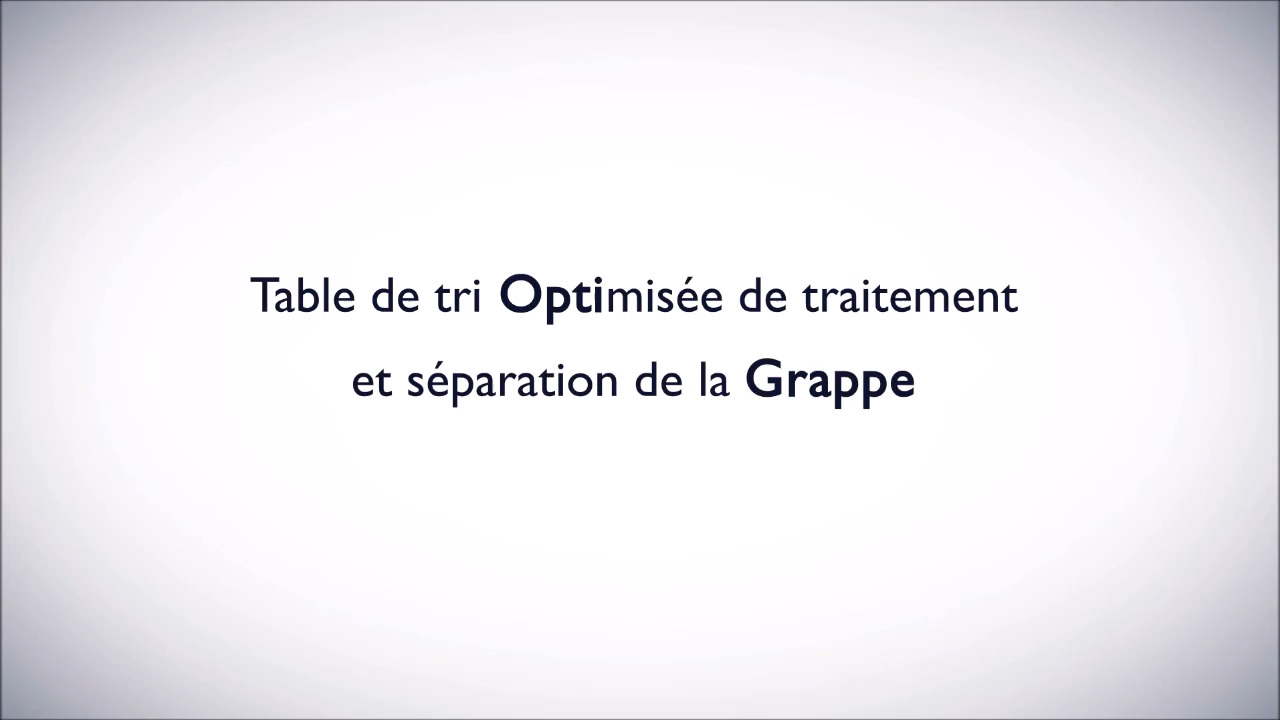 Table de tri Optimisée de traitement
et séparation de la Grappe